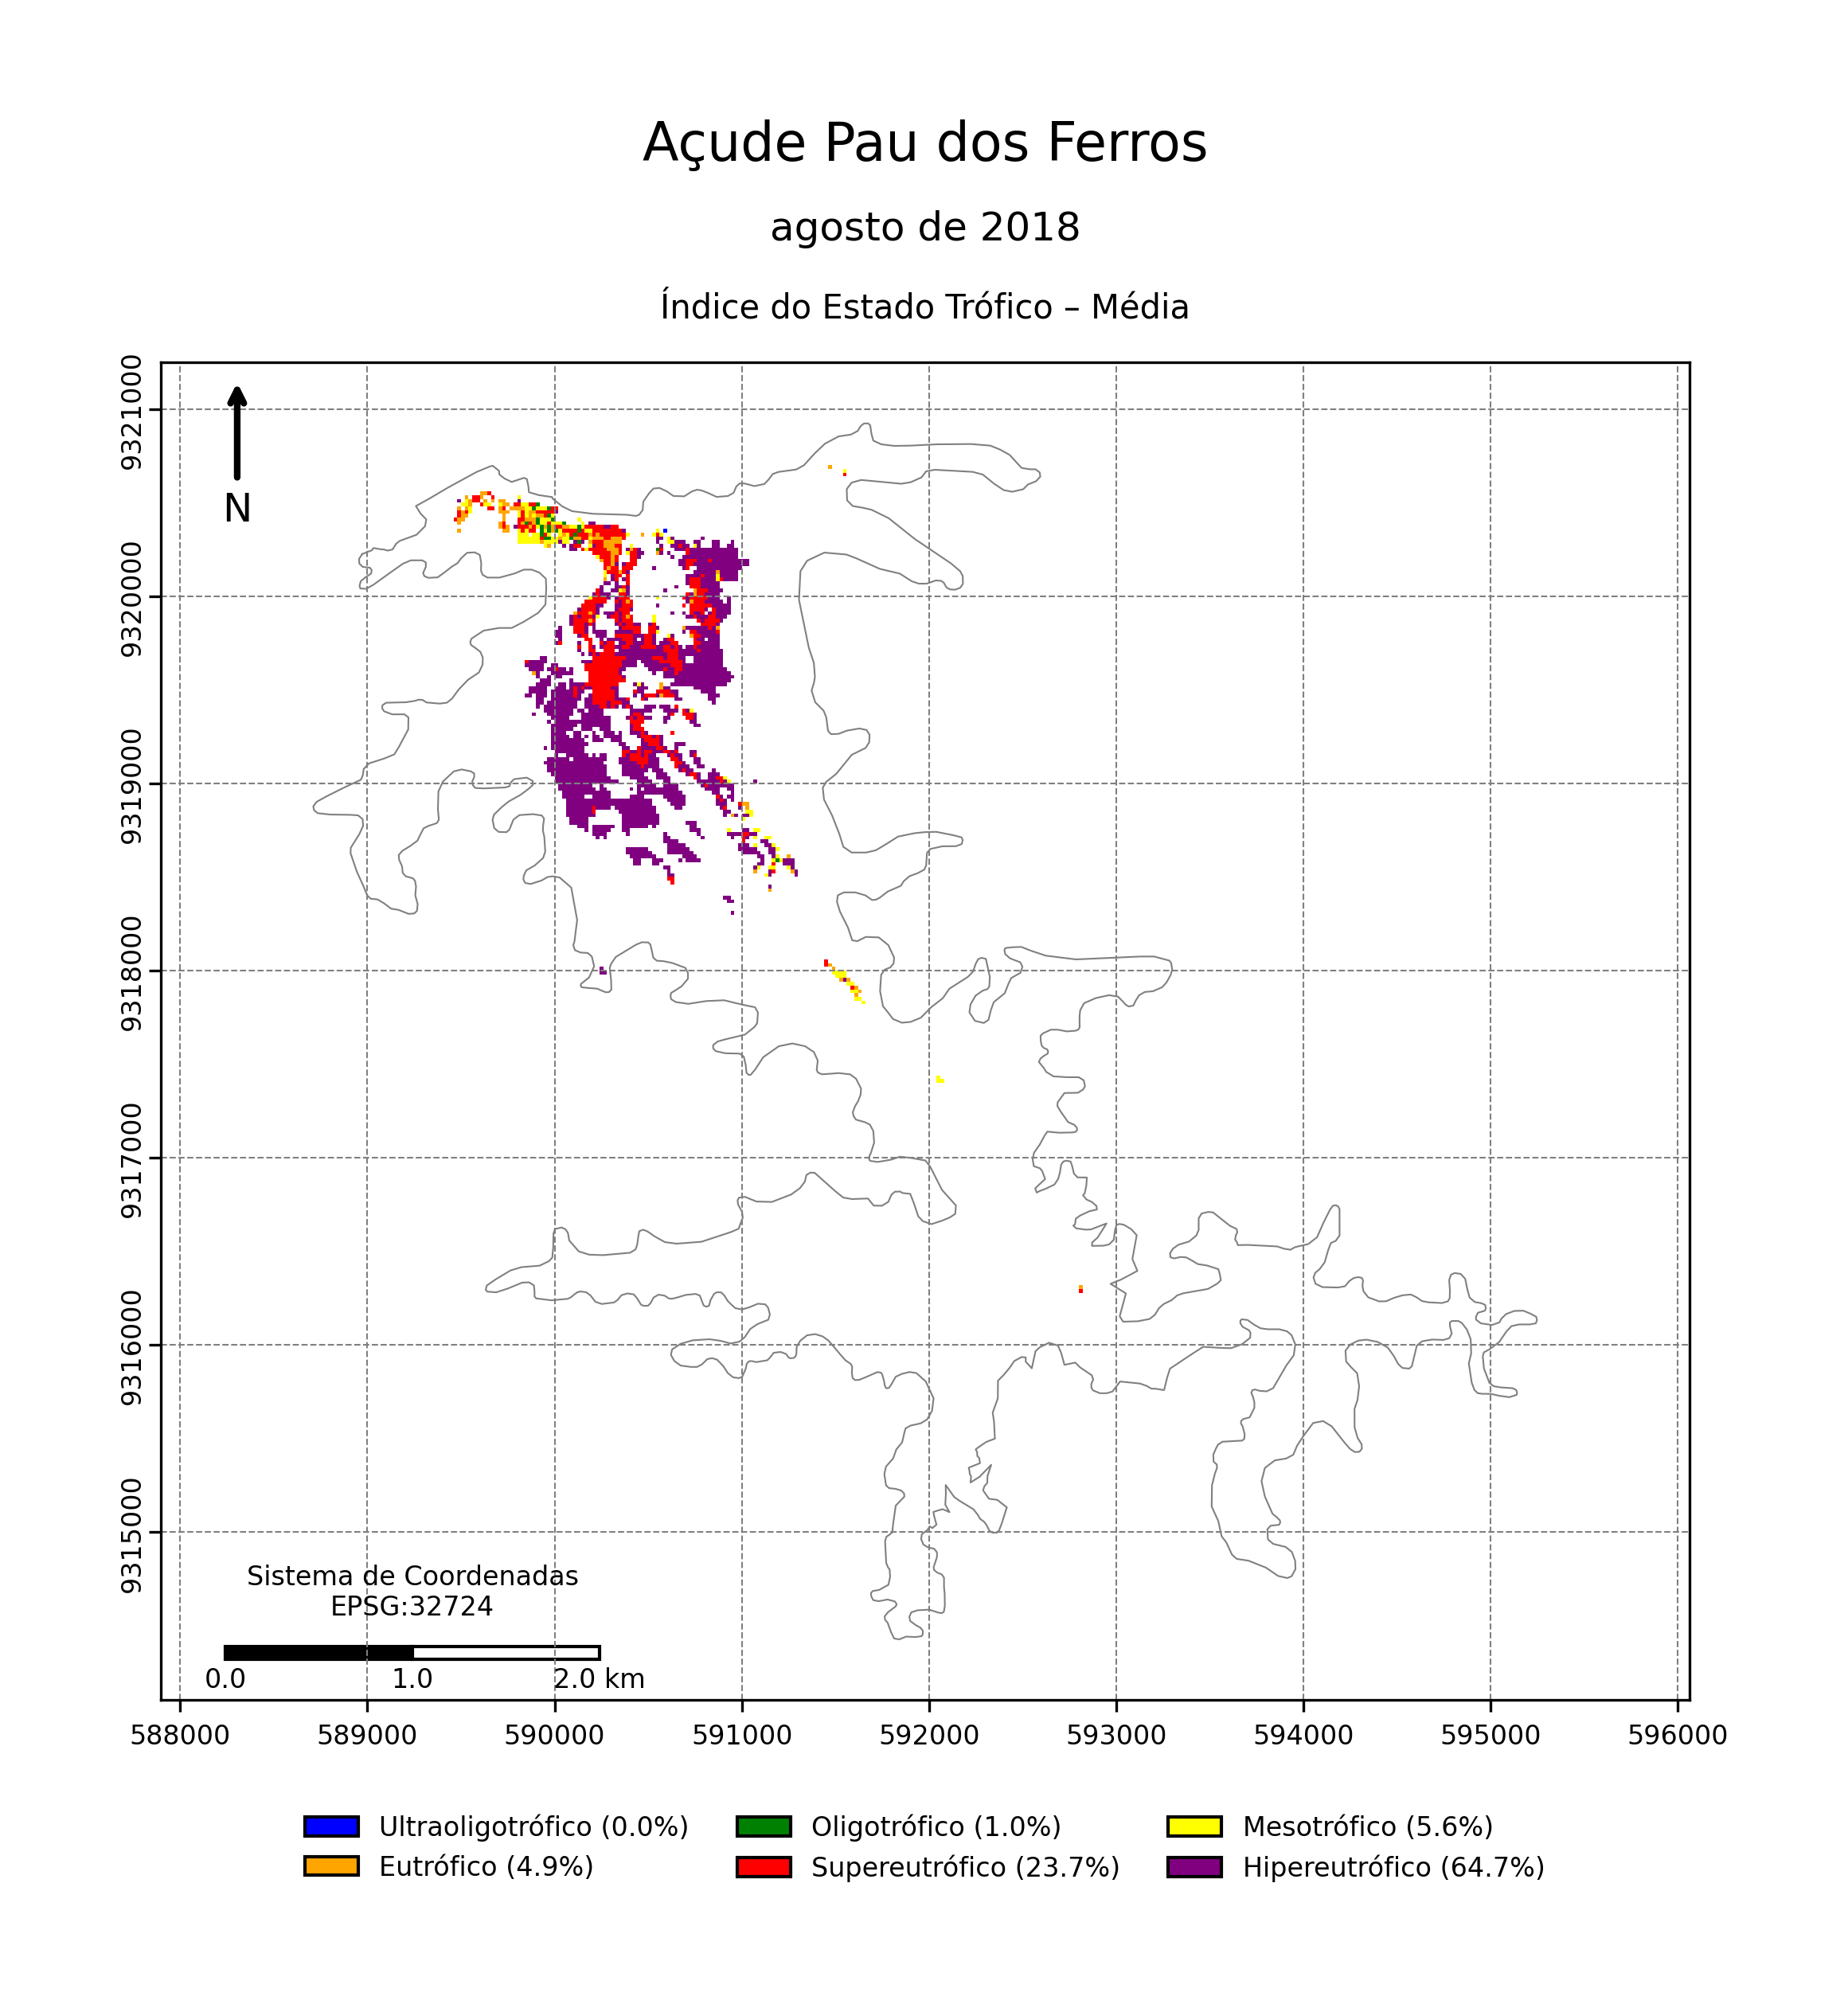 Açude Pau dos Ferros
agosto de 2018
Índice do Estado Trófico – Média
9321000
9320000
9319000
9318000
9317000
9316000
9315000
N
Sistema de Coordenadas
EPSG:32724
0.0 1.0 2.0 km
588000 589000 590000 591000 592000 593000 594000 595000 596000
Ultraoligotrófico (0.0%) Oligotrófico (1.0%) Mesotrófico (5.6%)
Eutrófico (4.9%) Supereutrófico (23.7%) Hipereutrófico (64.7%)